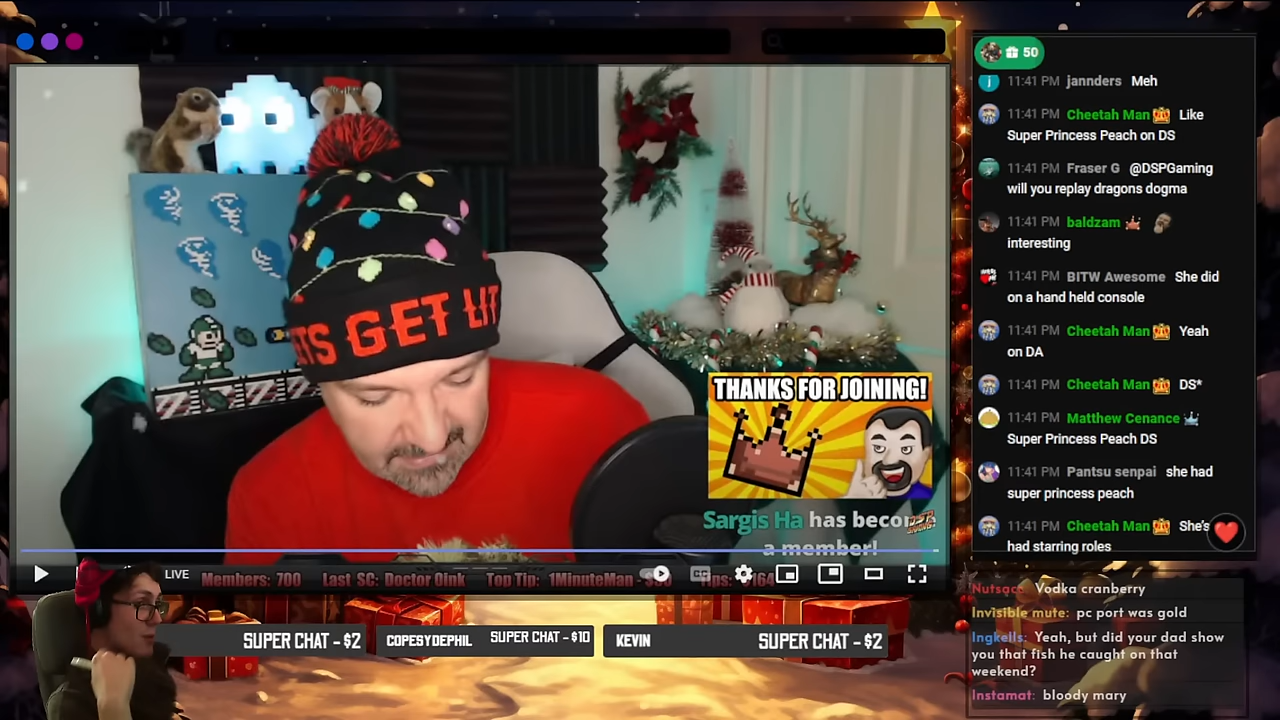 50
11:41 PM jannders Meh
11:41 PM Cheetah Man Like
Super Princess Peach on DS
11:41 PM Fraser G @DSPGaming
will you replay dragons dogma
11:41 PM baldzam
interesting
11:41 PM BITW Awesome She did
on a hand held console
11:41 PM Cheetah Man Yeah
on DA
11:41 PM Cheetah Man DS*
11:41 PM Matthew Cenance
Super Princess Peach DS
11:41 PM Pantsu senpai she had
super princess peach
11:41 PM Cheetah Man She's
had starring roles
GET LIT
THANKS FOR JOINING!
Sargis Ha has become
a member!
LIVE
Members: 700 Last SC: Doctor Oink Top Tip: 1MinuteMan
SUPER CHAT - $2
COPESYDEPHIL SUPER CHAT - $10
KEVIN SUPER CHAT - $2
Vodka cranberry
Invisible mute: pc port was gold
Ingkells: Yeah, but did your dad show
you that fish he caught on that
weekend?
Instamat: bloody mary